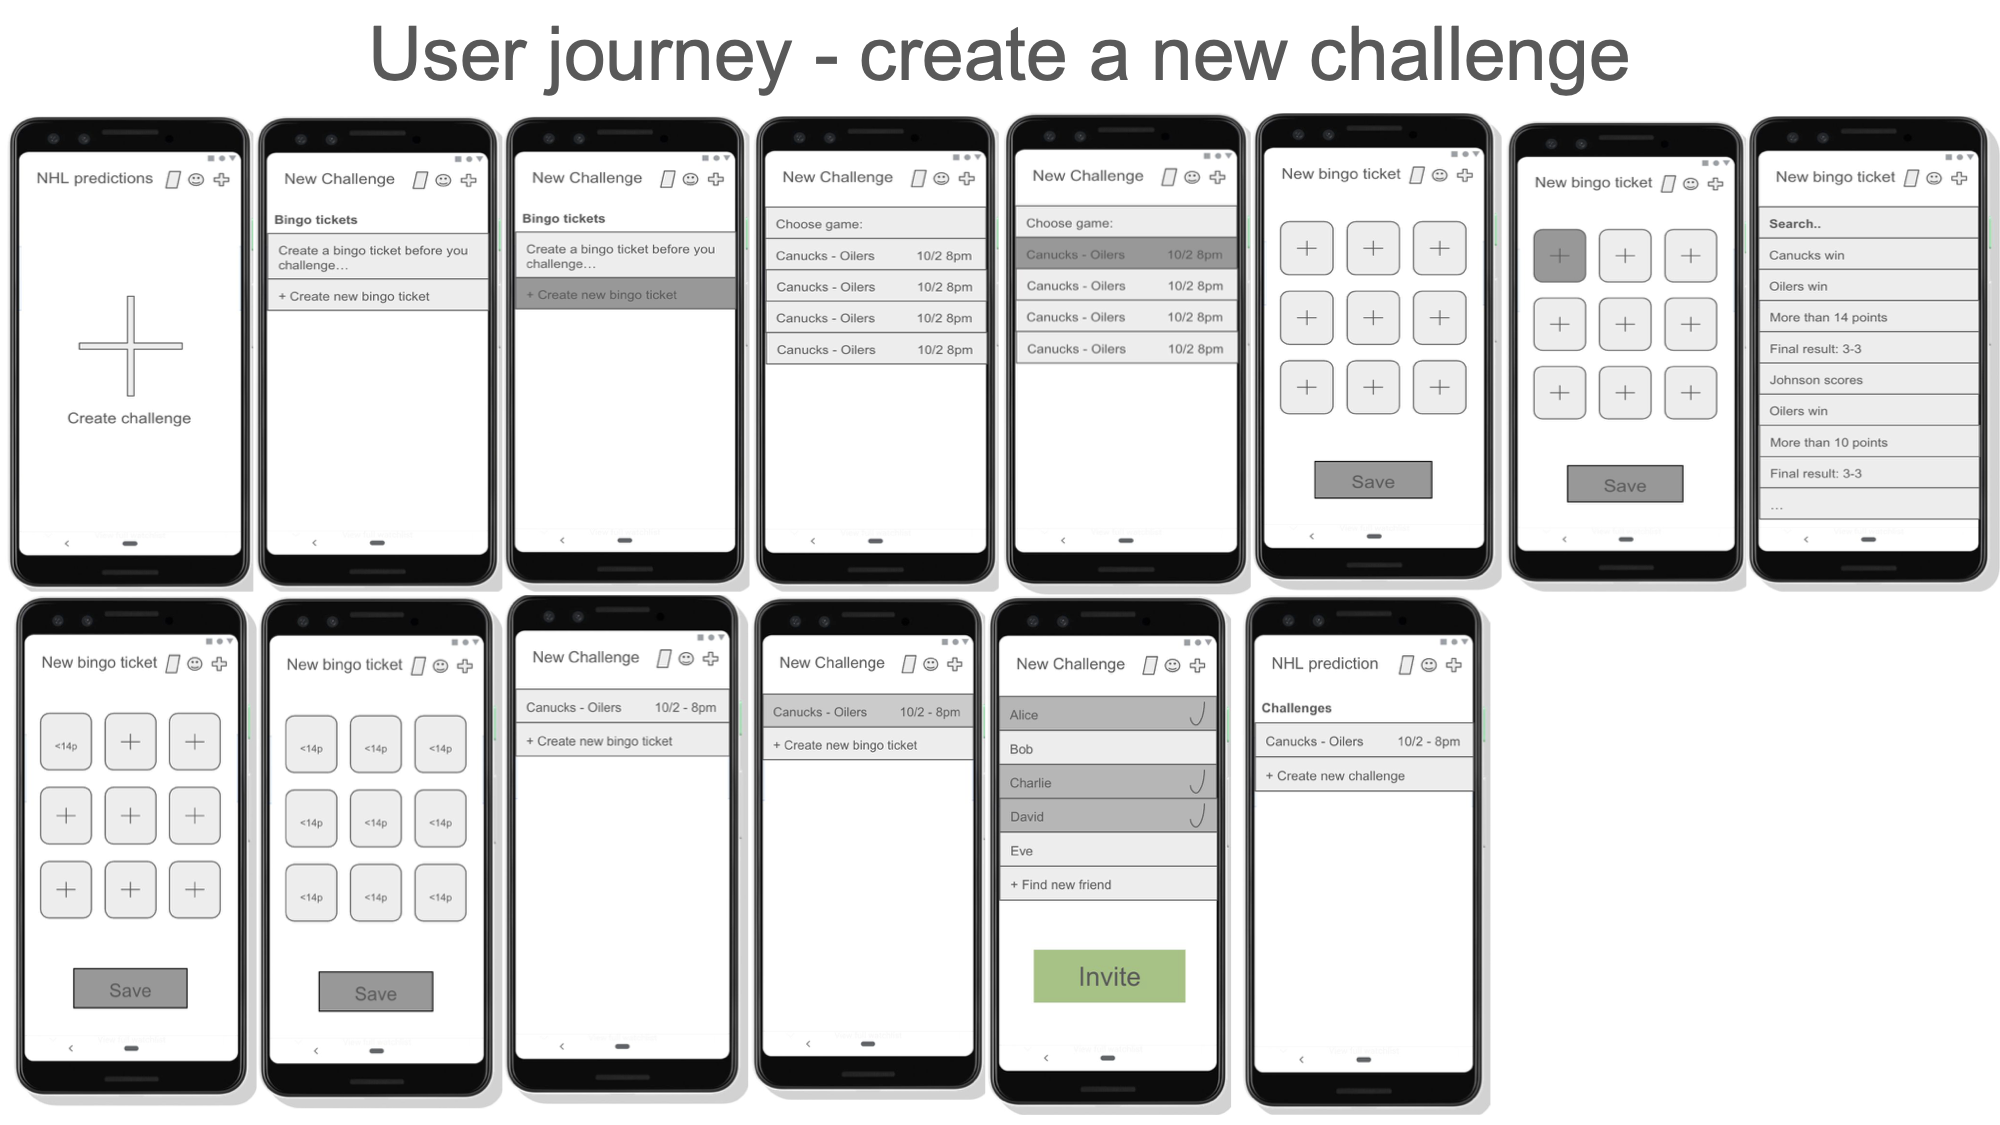 User journey - create a new challenge
NHL predictions
Create challenge
New Challenge
Bingo tickets
Create a bingo ticket before you
challenge…
+ Create new bingo ticket
New Challenge
Bingo tickets
Create a bingo ticket before you
challenge…
+ Create new bingo ticket
New Challenge
Choose game:
Canucks - Oilers 10/2 8pm
Canucks - Oilers 10/2 8pm
Canucks - Oilers 10/2 8pm
Canucks - Oilers 10/2 8pm
New Challenge
Choose game:
Canucks - Oilers 10/2 8pm
Canucks - Oilers 10/2 8pm
Canucks - Oilers 10/2 8pm
Canucks - Oilers 10/2 8pm
New bingo ticket
+ + +
+ + +
+ + +
Save
New bingo ticket
+ + +
+ + +
+ + +
Save
New bingo ticket
Search..
Canucks win
Oilers win
More than 14 points
Final result: 3-3
Johnson scores
Oilers win
More than 10 points
Final result: 3-3
...
New bingo ticket
<14p + +
+ + +
+ + +
Save
New bingo ticket
<14p <14p <14p
<14p <14p <14p
<14p <14p <14p
Save
New Challenge
Canucks - Oilers 10/2 - 8pm
+ Create new bingo ticket
New Challenge
Canucks - Oilers 10/2 - 8pm
+ Create new bingo ticket
New Challenge
Alice
Bob
Charlie
David
Eve
+ Find new friend
Invite
NHL prediction
Challenges
Canucks - Oilers 10/2 - 8pm
+ Create new challenge